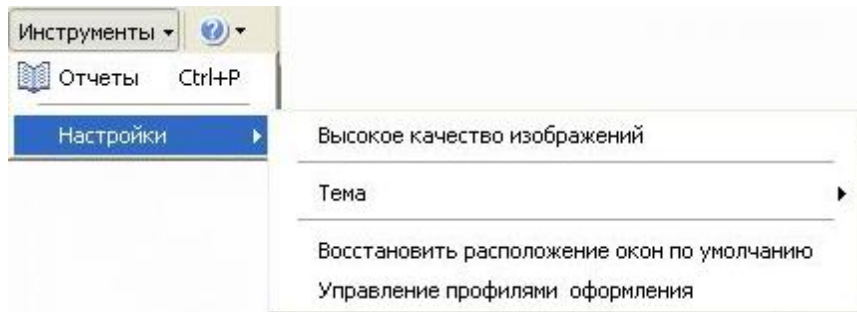 Инструменты
Отчеты Ctrl+P
Настройки
Высокое качество изображений
Тема
Восстановить расположение окон по умолчанию
Управление профилями оформления